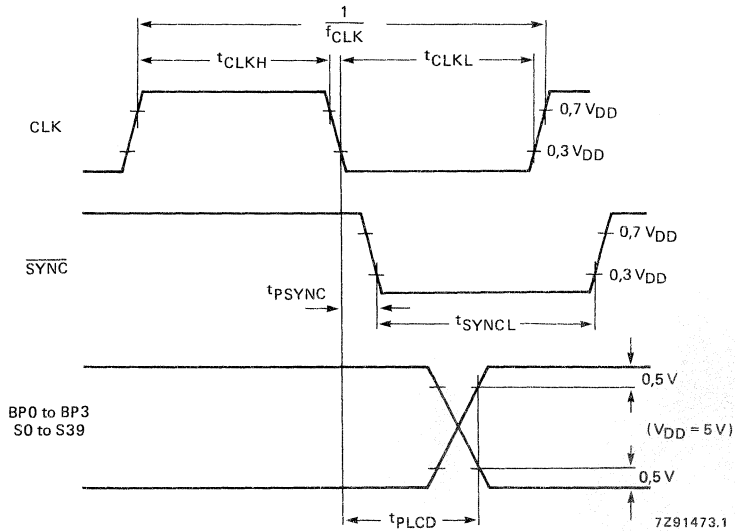 1
fCLK
tCLKH
tCLKL
CLK
0,7 VDD
0,3 VDD
SYNC
0,7 VDD
0,3 VDD
tPSYNC
tSYNCL
BP0 to BP3
S0 to S39
0,5 V
(VDD = 5 V)
0,5 V
tPLCD
7Z91473.1